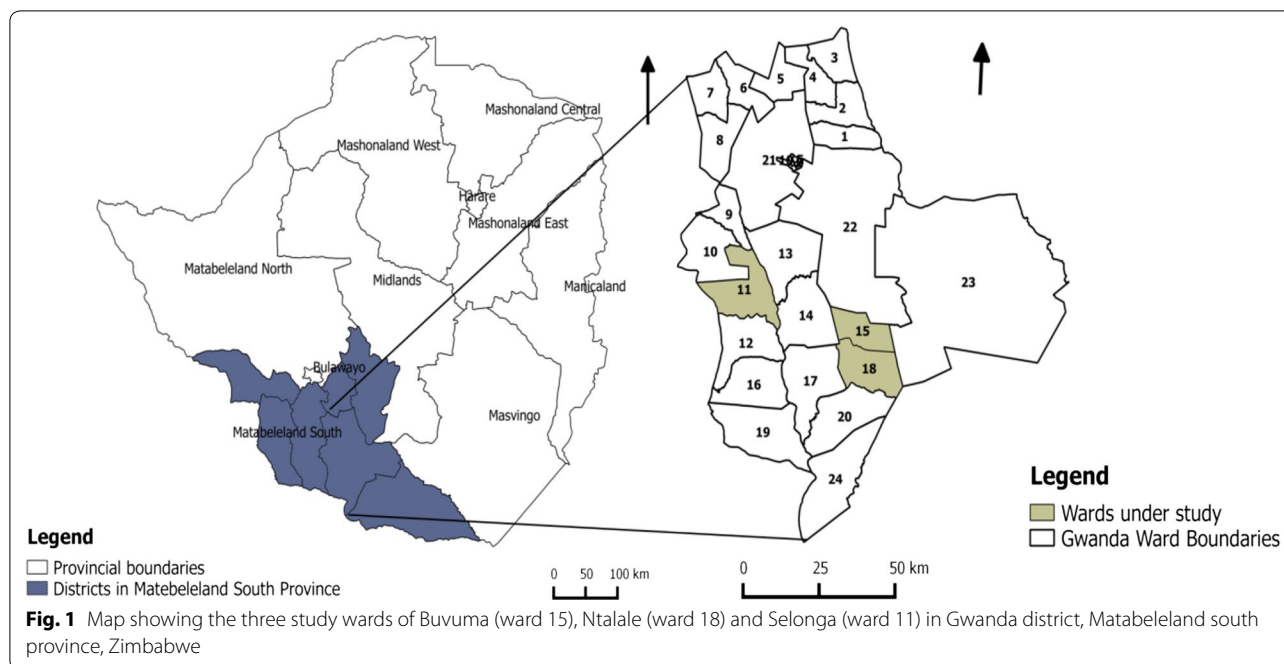 Mashonaland Central
Mashonaland West
Harare
Mashonaland East
Matabeleland North
Midlands
Manicaland
Bulawayo
Masvingo
Matabeleland South
Legend
Provincial boundaries
Districts in Matebeleland South Province
0 50 100 km
3
5
4
7
6
2
1
8
21
9
22
10
13
23
11
14
15
12
18
17
16
20
19
24
Legend
Wards under study
Gwanda Ward Boundaries
0 25 50 km
Fig. 1 Map showing the three study wards of Buvuma (ward 15), Ntalale (ward 18) and Selonga (ward 11) in Gwanda district, Matabeleland south
province, Zimbabwe